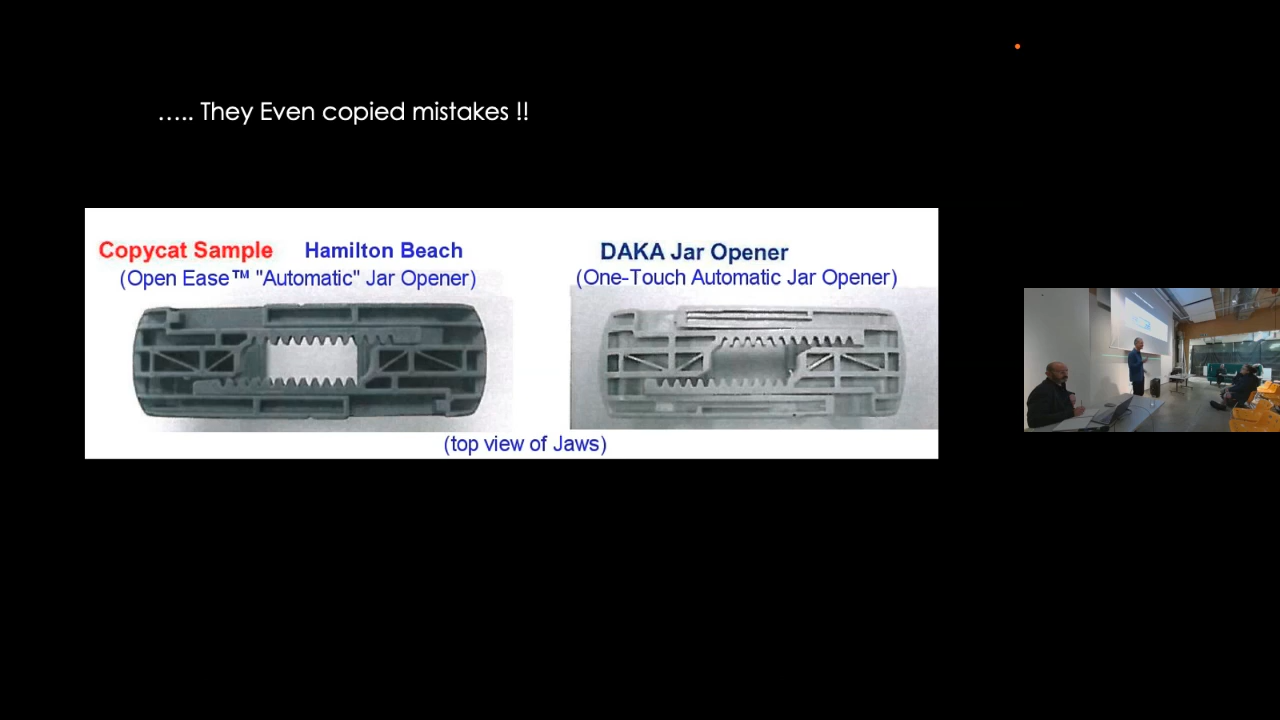 ….. They Even copied mistakes !!
Copycat Sample Hamilton Beach
(Open Ease™ "Automatic" Jar Opener)
DAKA Jar Opener
(One-Touch Automatic Jar Opener)
(top view of Jaws)